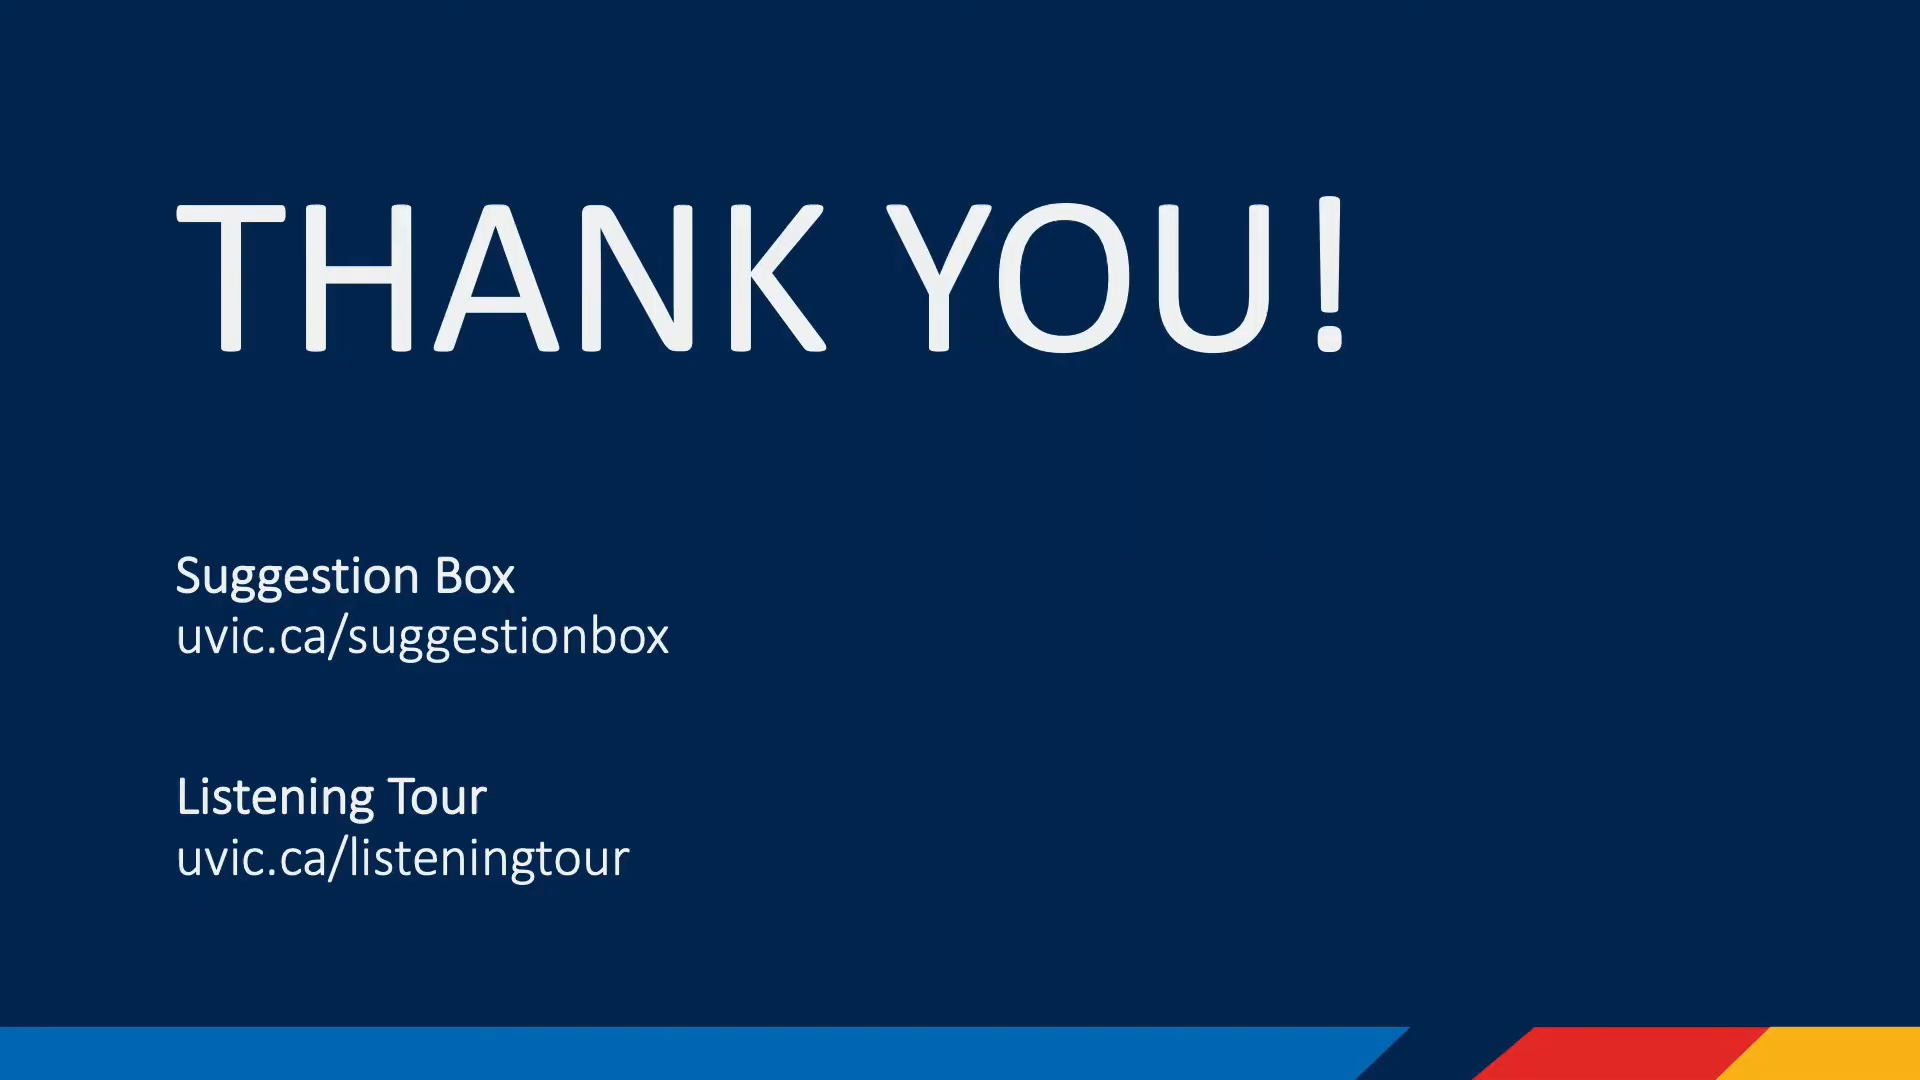 THANK YOU!
Suggestion Box
uvic.ca/suggestionbox
Listening Tour
uvic.ca/listeningtour